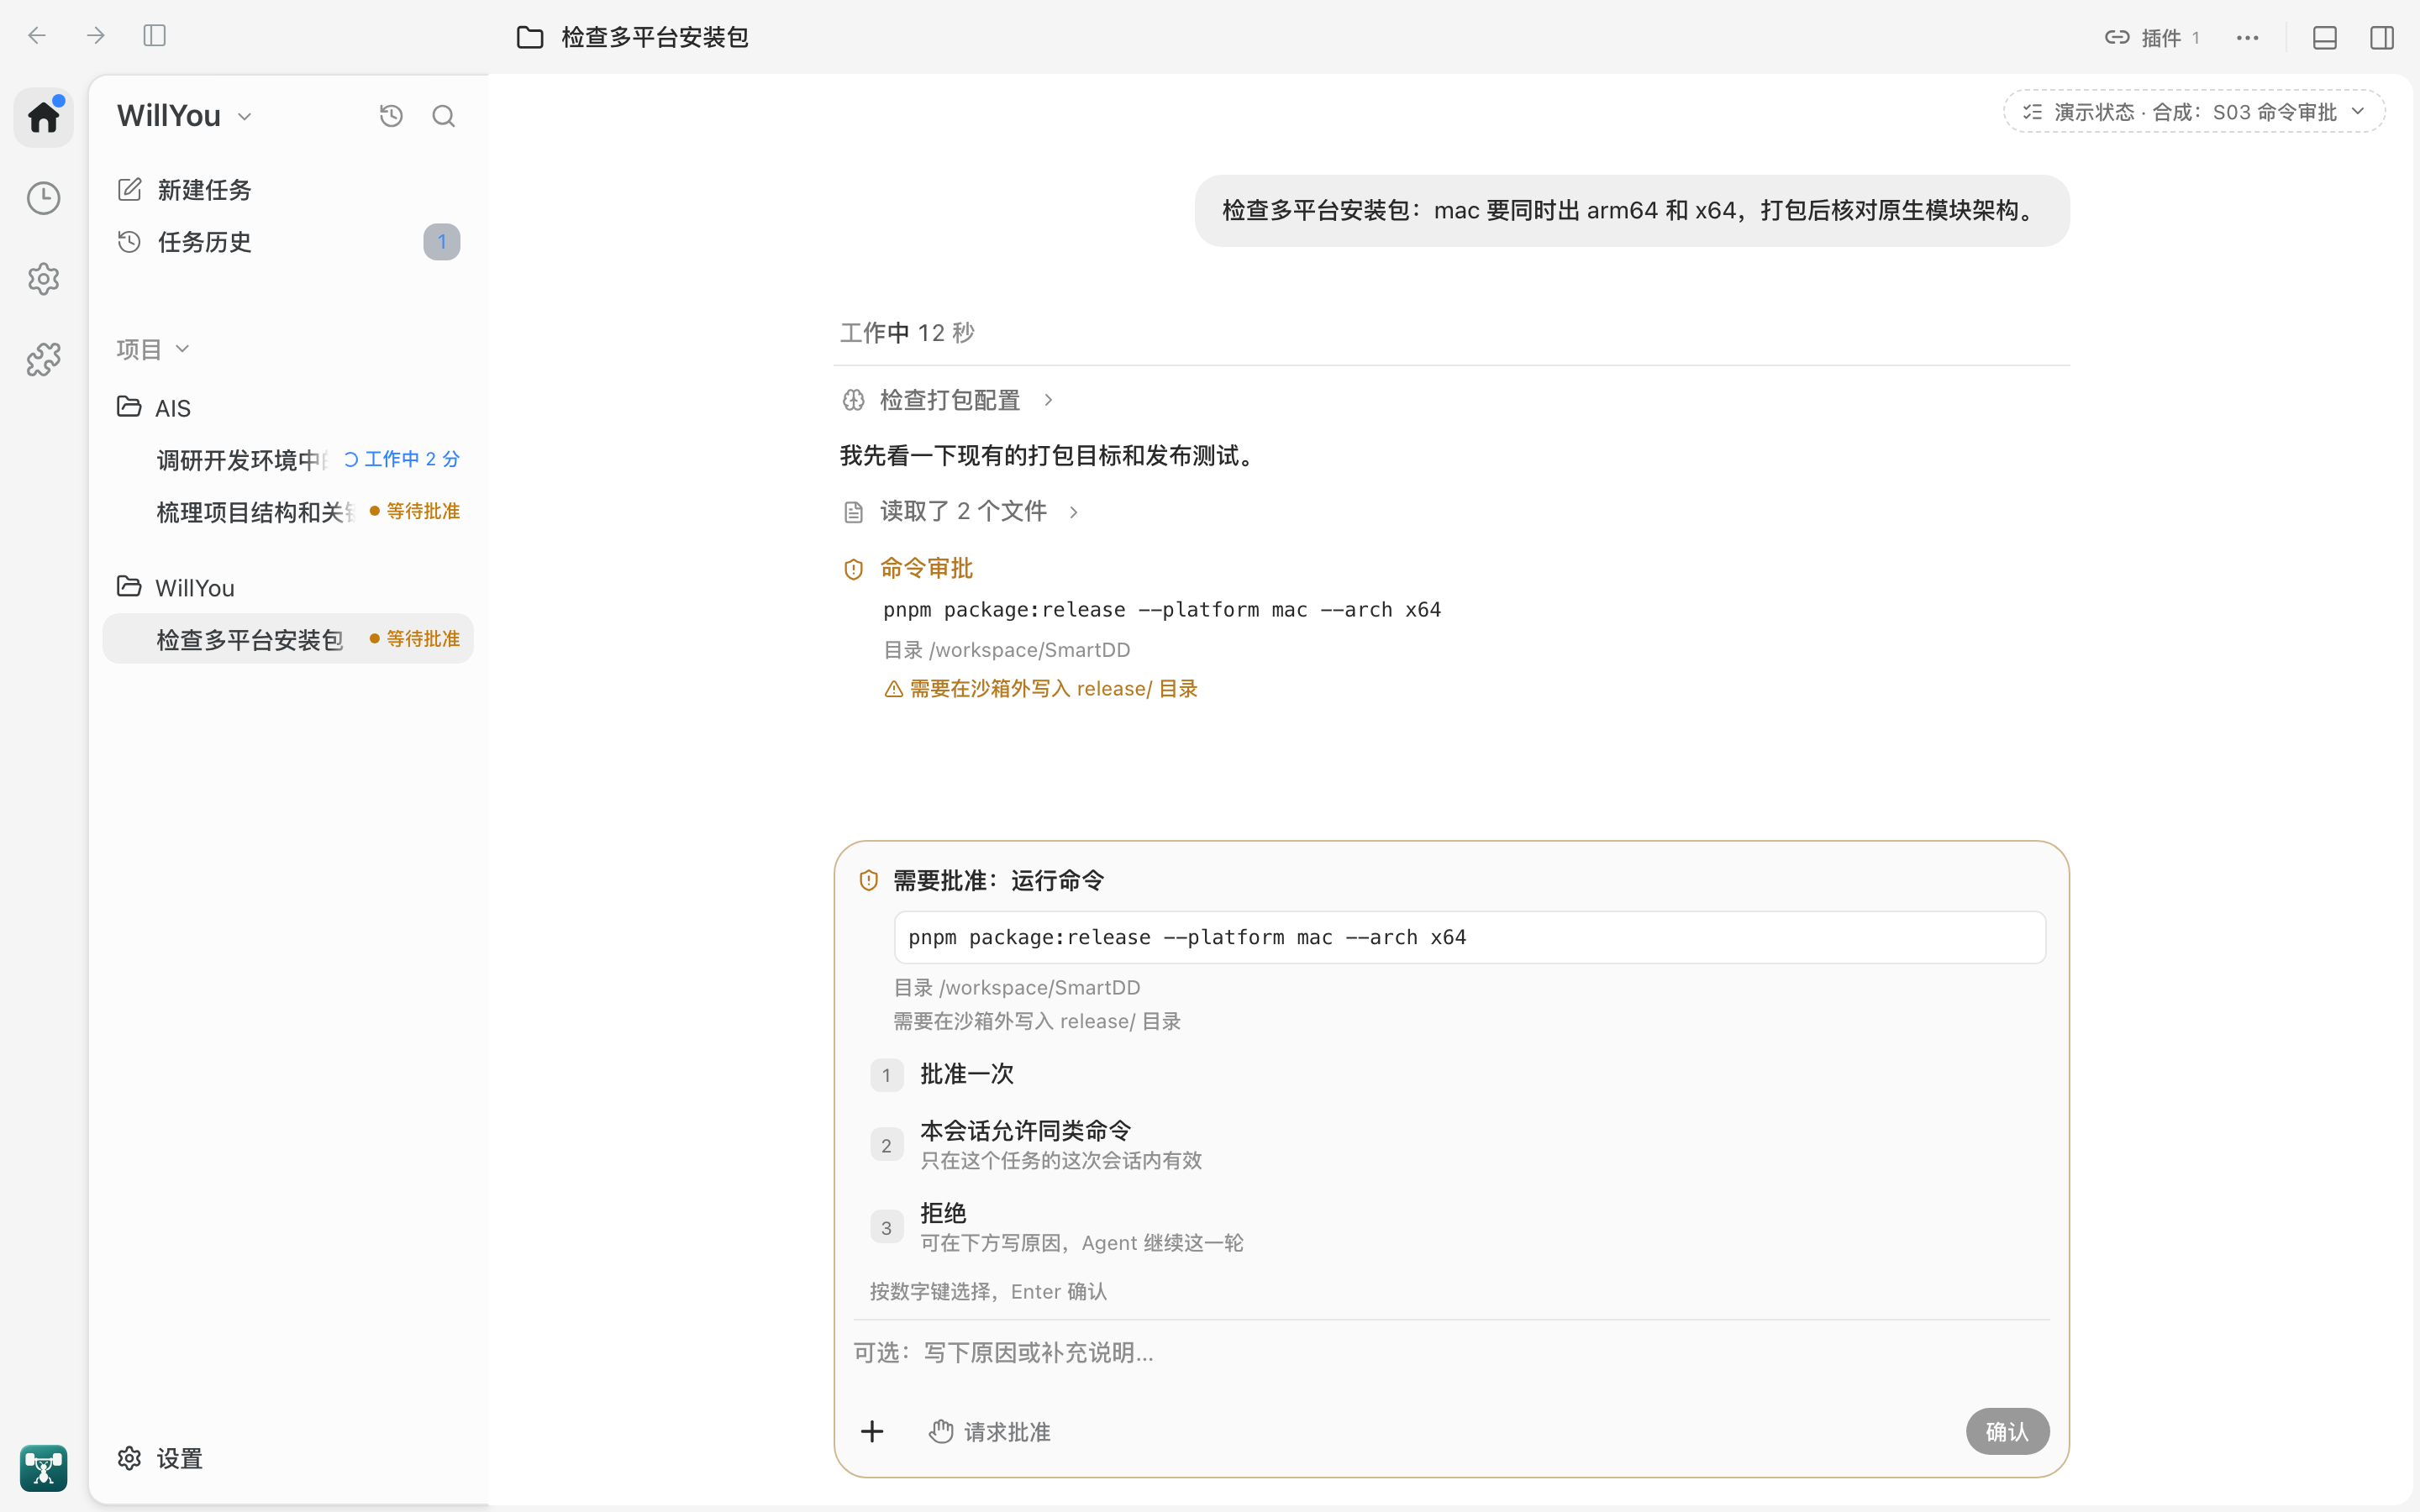 检查多平台安装包
插件 1
WillYou
演示状态 · 合成：S03 命令审批
新建任务
任务历史 1
项目
AIS
调研开发环境中 工作中 2 分
梳理项目结构和关 等待批准
WillYou
检查多平台安装包 等待批准
设置
检查多平台安装包：mac 要同时出 arm64 和 x64，打包后核对原生模块架构。
工作中 12 秒
检查打包配置
我先看一下现有的打包目标和发布测试。
读取了 2 个文件
命令审批
pnpm package:release --platform mac --arch x64
目录 /workspace/SmartDD
需要在沙箱外写入 release/ 目录
需要批准：运行命令
pnpm package:release --platform mac --arch x64
目录 /workspace/SmartDD
需要在沙箱外写入 release/ 目录
1 批准一次
2 本会话允许同类命令
只在这个任务的这次会话内有效
3 拒绝
可在下方写原因，Agent 继续这一轮
按数字键选择，Enter 确认
可选：写下原因或补充说明...
请求批准
确认